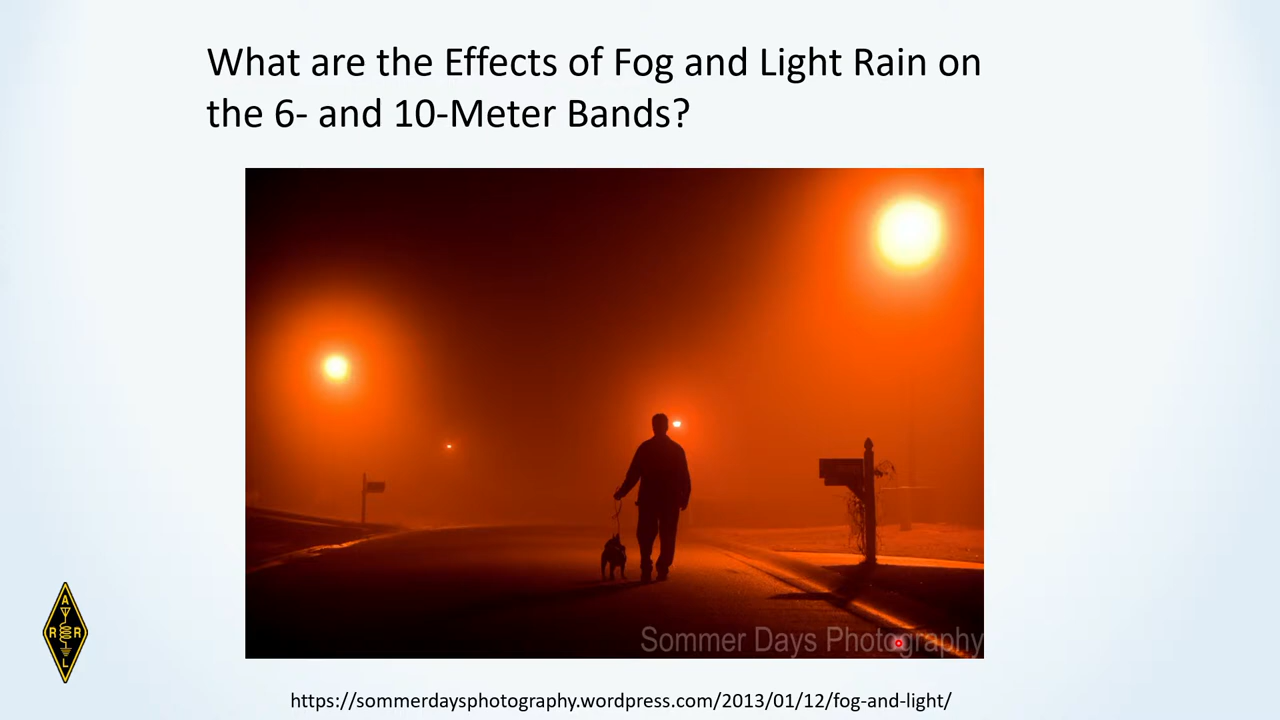 What are the Effects of Fog and Light Rain on
the 6- and 10-Meter Bands?
Sommer Days Photography
A
R R
L
https://sommerdaysphotography.wordpress.com/2013/01/12/fog-and-light/